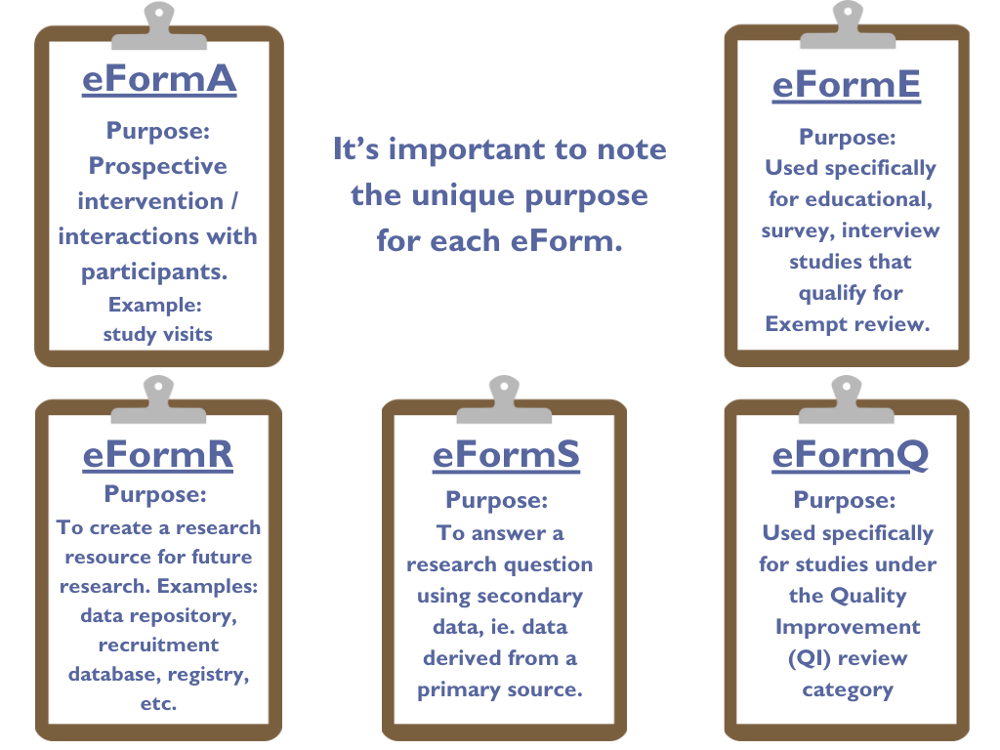 eFormA
Purpose:
Prospective
intervention /
interactions with
participants.
Example:
study visits
It's important to note
the unique purpose
for each eForm.
eFormE
Purpose:
Used specifically
for educational,
survey, interview
studies that
qualify for
Exempt review.
eFormR
Purpose:
To create a research
resource for future
research. Examples:
data repository,
recruitment
database, registry,
etc.
eFormS
Purpose:
To answer a
research question
using secondary
data, ie. data
derived from a
primary source.
eFormQ
Purpose:
Used specifically
for studies under
the Quality
Improvement
(QI) review
category